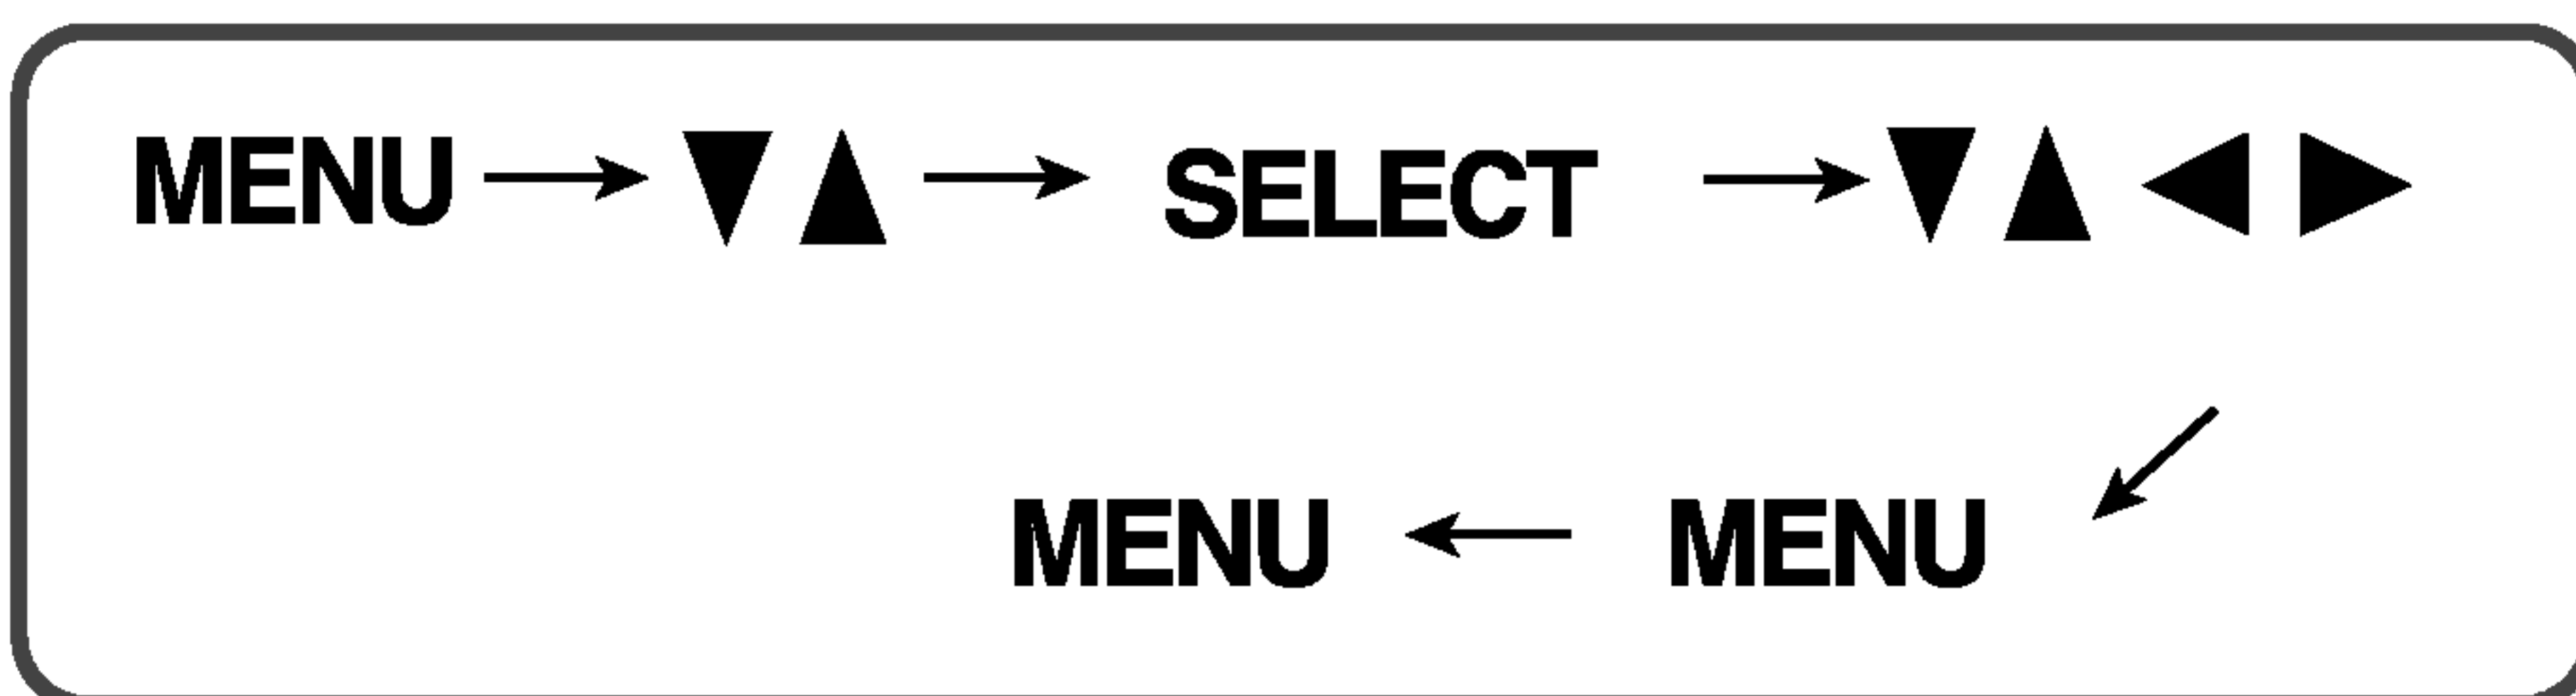 MENU → ▼ ▲ → SELECT → ▼ ▲ ◀ ▶
MENU ← MENU